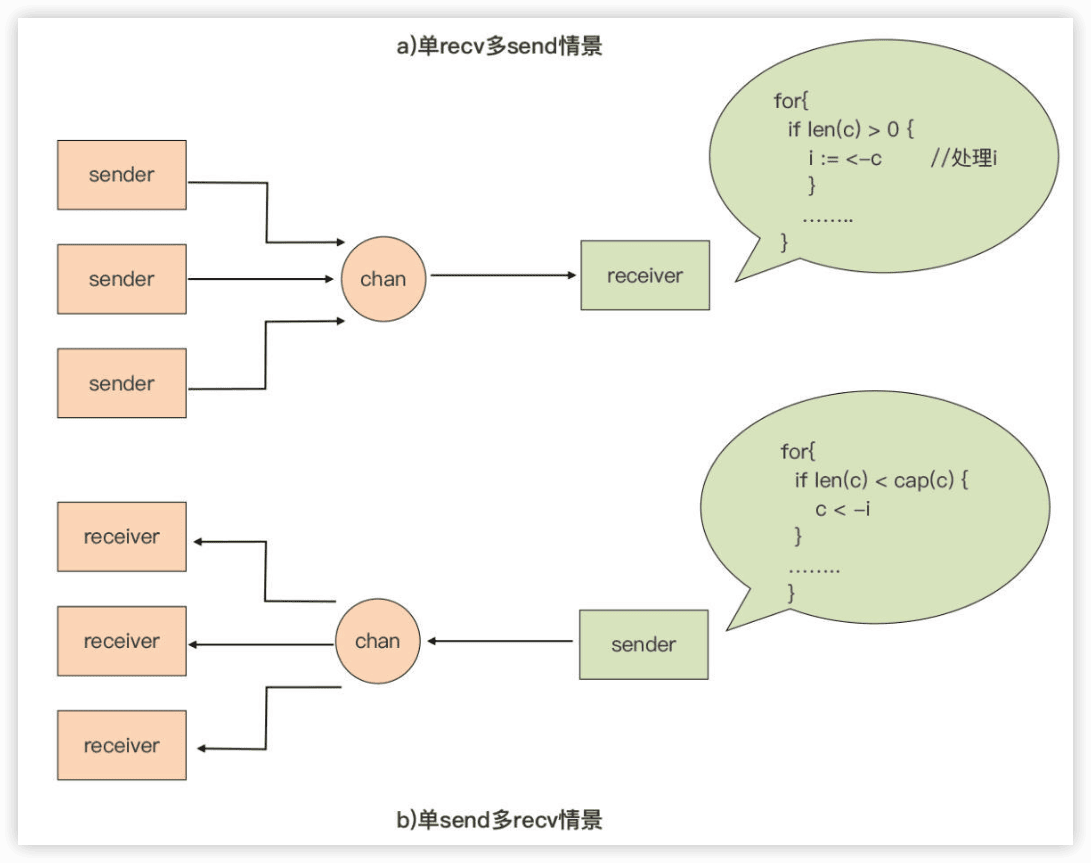 a)单recv多send情景
for{
if len(c) > 0 {
i := <-c //处理i
}
........
}
sender
sender
sender
chan
receiver
for{
if len(c) < cap(c) {
c < -i
}
........
}
receiver
receiver
receiver
chan
sender
b)单send多recv情景